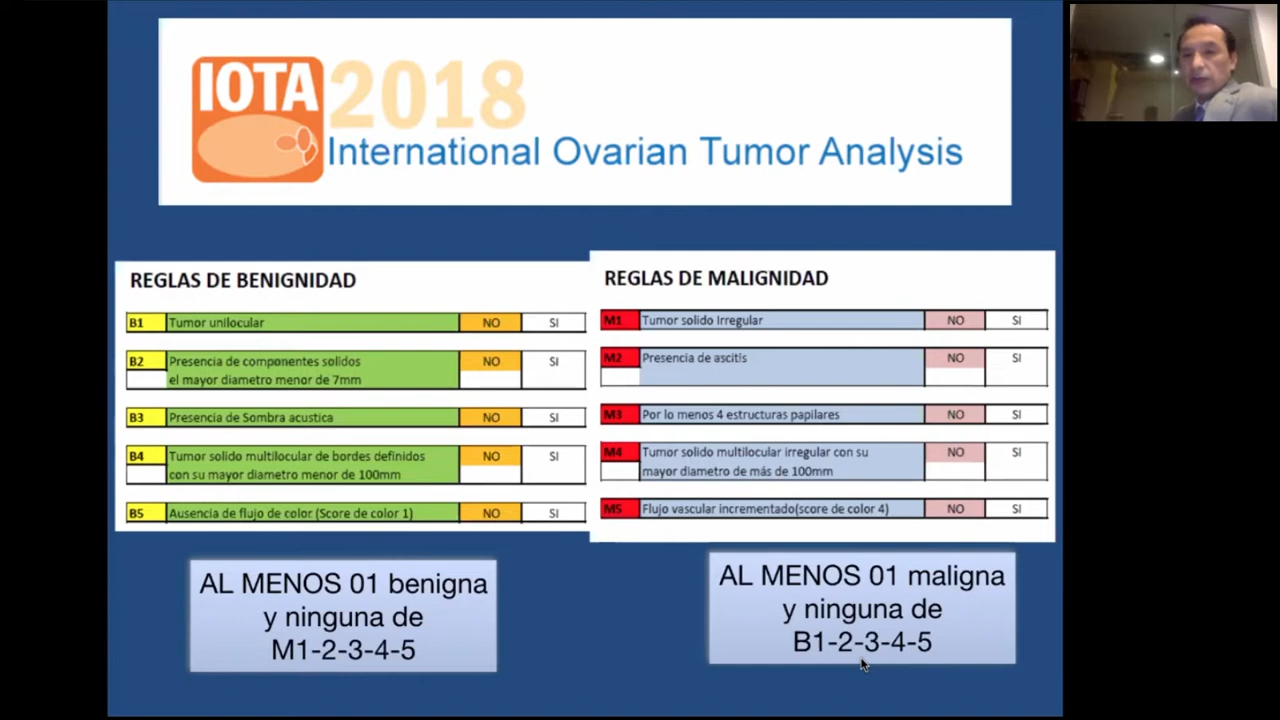 IOTA 2018
International Ovarian Tumor Analysis
REGLAS DE BENIGNIDAD
B1 Tumor unilocular NO SI
B2 Presencia de componentes solidos NO SI
el mayor diametro menor de 7mm
B3 Presencia de Sombra acustica NO SI
B4 Tumor solido multilocular de bordes definidos NO SI
con su mayor diametro menor de 100mm
B5 Ausencia de flujo de color (Score de color 1) NO SI
AL MENOS 01 benigna
y ninguna de
M1-2-3-4-5
REGLAS DE MALIGNIDAD
M1 Tumor solido Irregular NO SI
M2 Presencia de ascitis NO SI
M3 Por lo menos 4 estructuras papilares NO SI
M4 Tumor solido multilocular irregular con su NO SI
mayor diametro de más de 100mm
M5 Flujo vascular incrementado(score de color 4) NO SI
AL MENOS 01 maligna
y ninguna de
B1-2-3-4-5